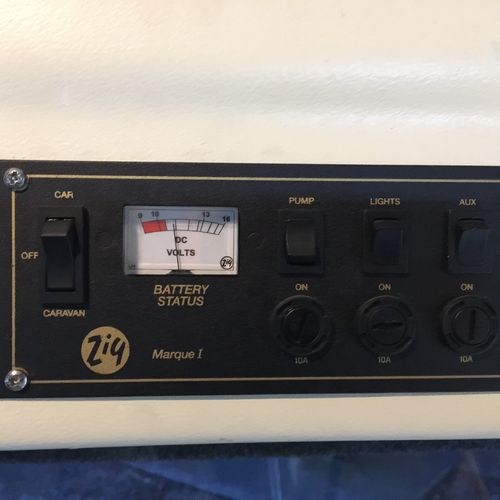 CAR
OFF
CARAVAN
9 10 13 16
DC
VOLTS
Zig
BATTERY
STATUS
Zig
Marque I
PUMP
LIGHTS
AUX
ON
ON
ON
10A
10A
10A